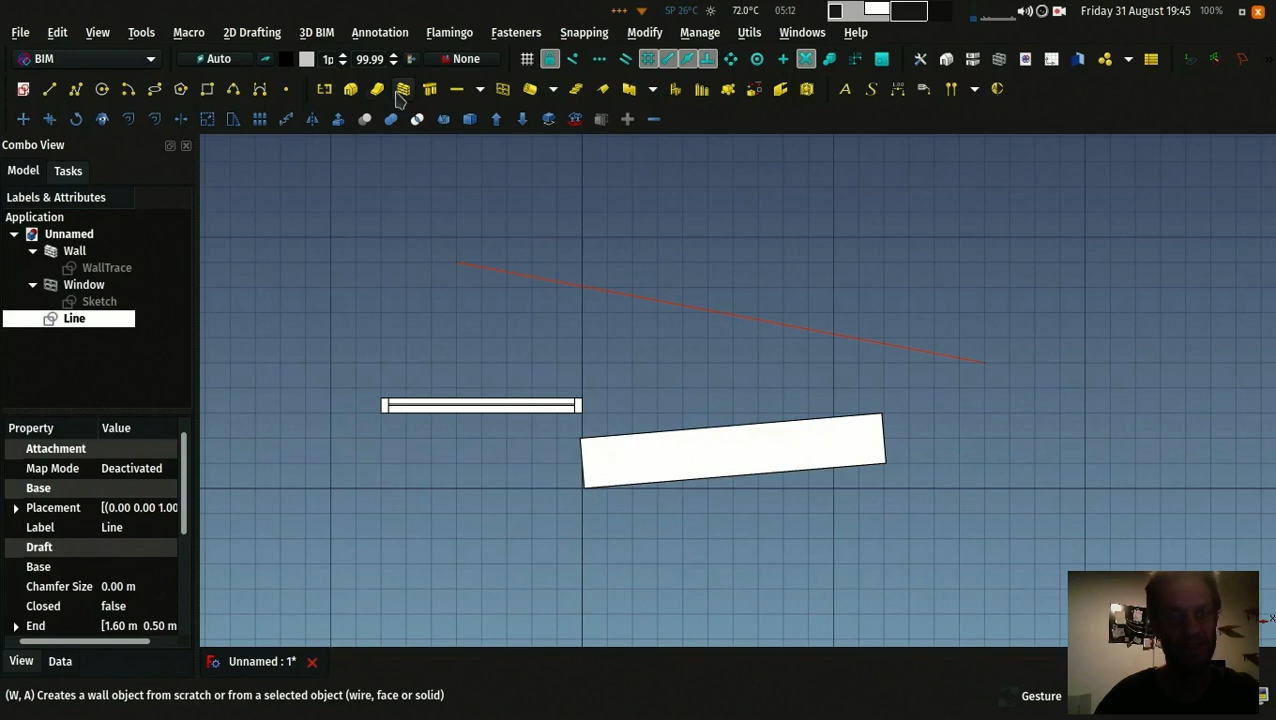 SP 26°C 72.0°C 05:12 Friday 31 August 19:45 100%
File Edit View Tools Macro 2D Drafting 3D BIM Annotation Flamingo Fasteners Snapping Modify Manage Utils Windows Help
BIM Auto 1p 99.99 None
Combo View
Model Tasks
Labels & Attributes
Application
Unnamed
Wall
WallTrace
Window
Sketch
Line
Property Value
Attachment
Map Mode Deactivated
Base
Placement [(0.00 0.00 1.00
Label Line
Draft
Base
Chamfer Size 0.00 m
Closed false
End [1.60 m 0.50 m
View Data
Unnamed : 1*
X
(W, A) Creates a wall object from scratch or from a selected object (wire, face or solid)
Gesture